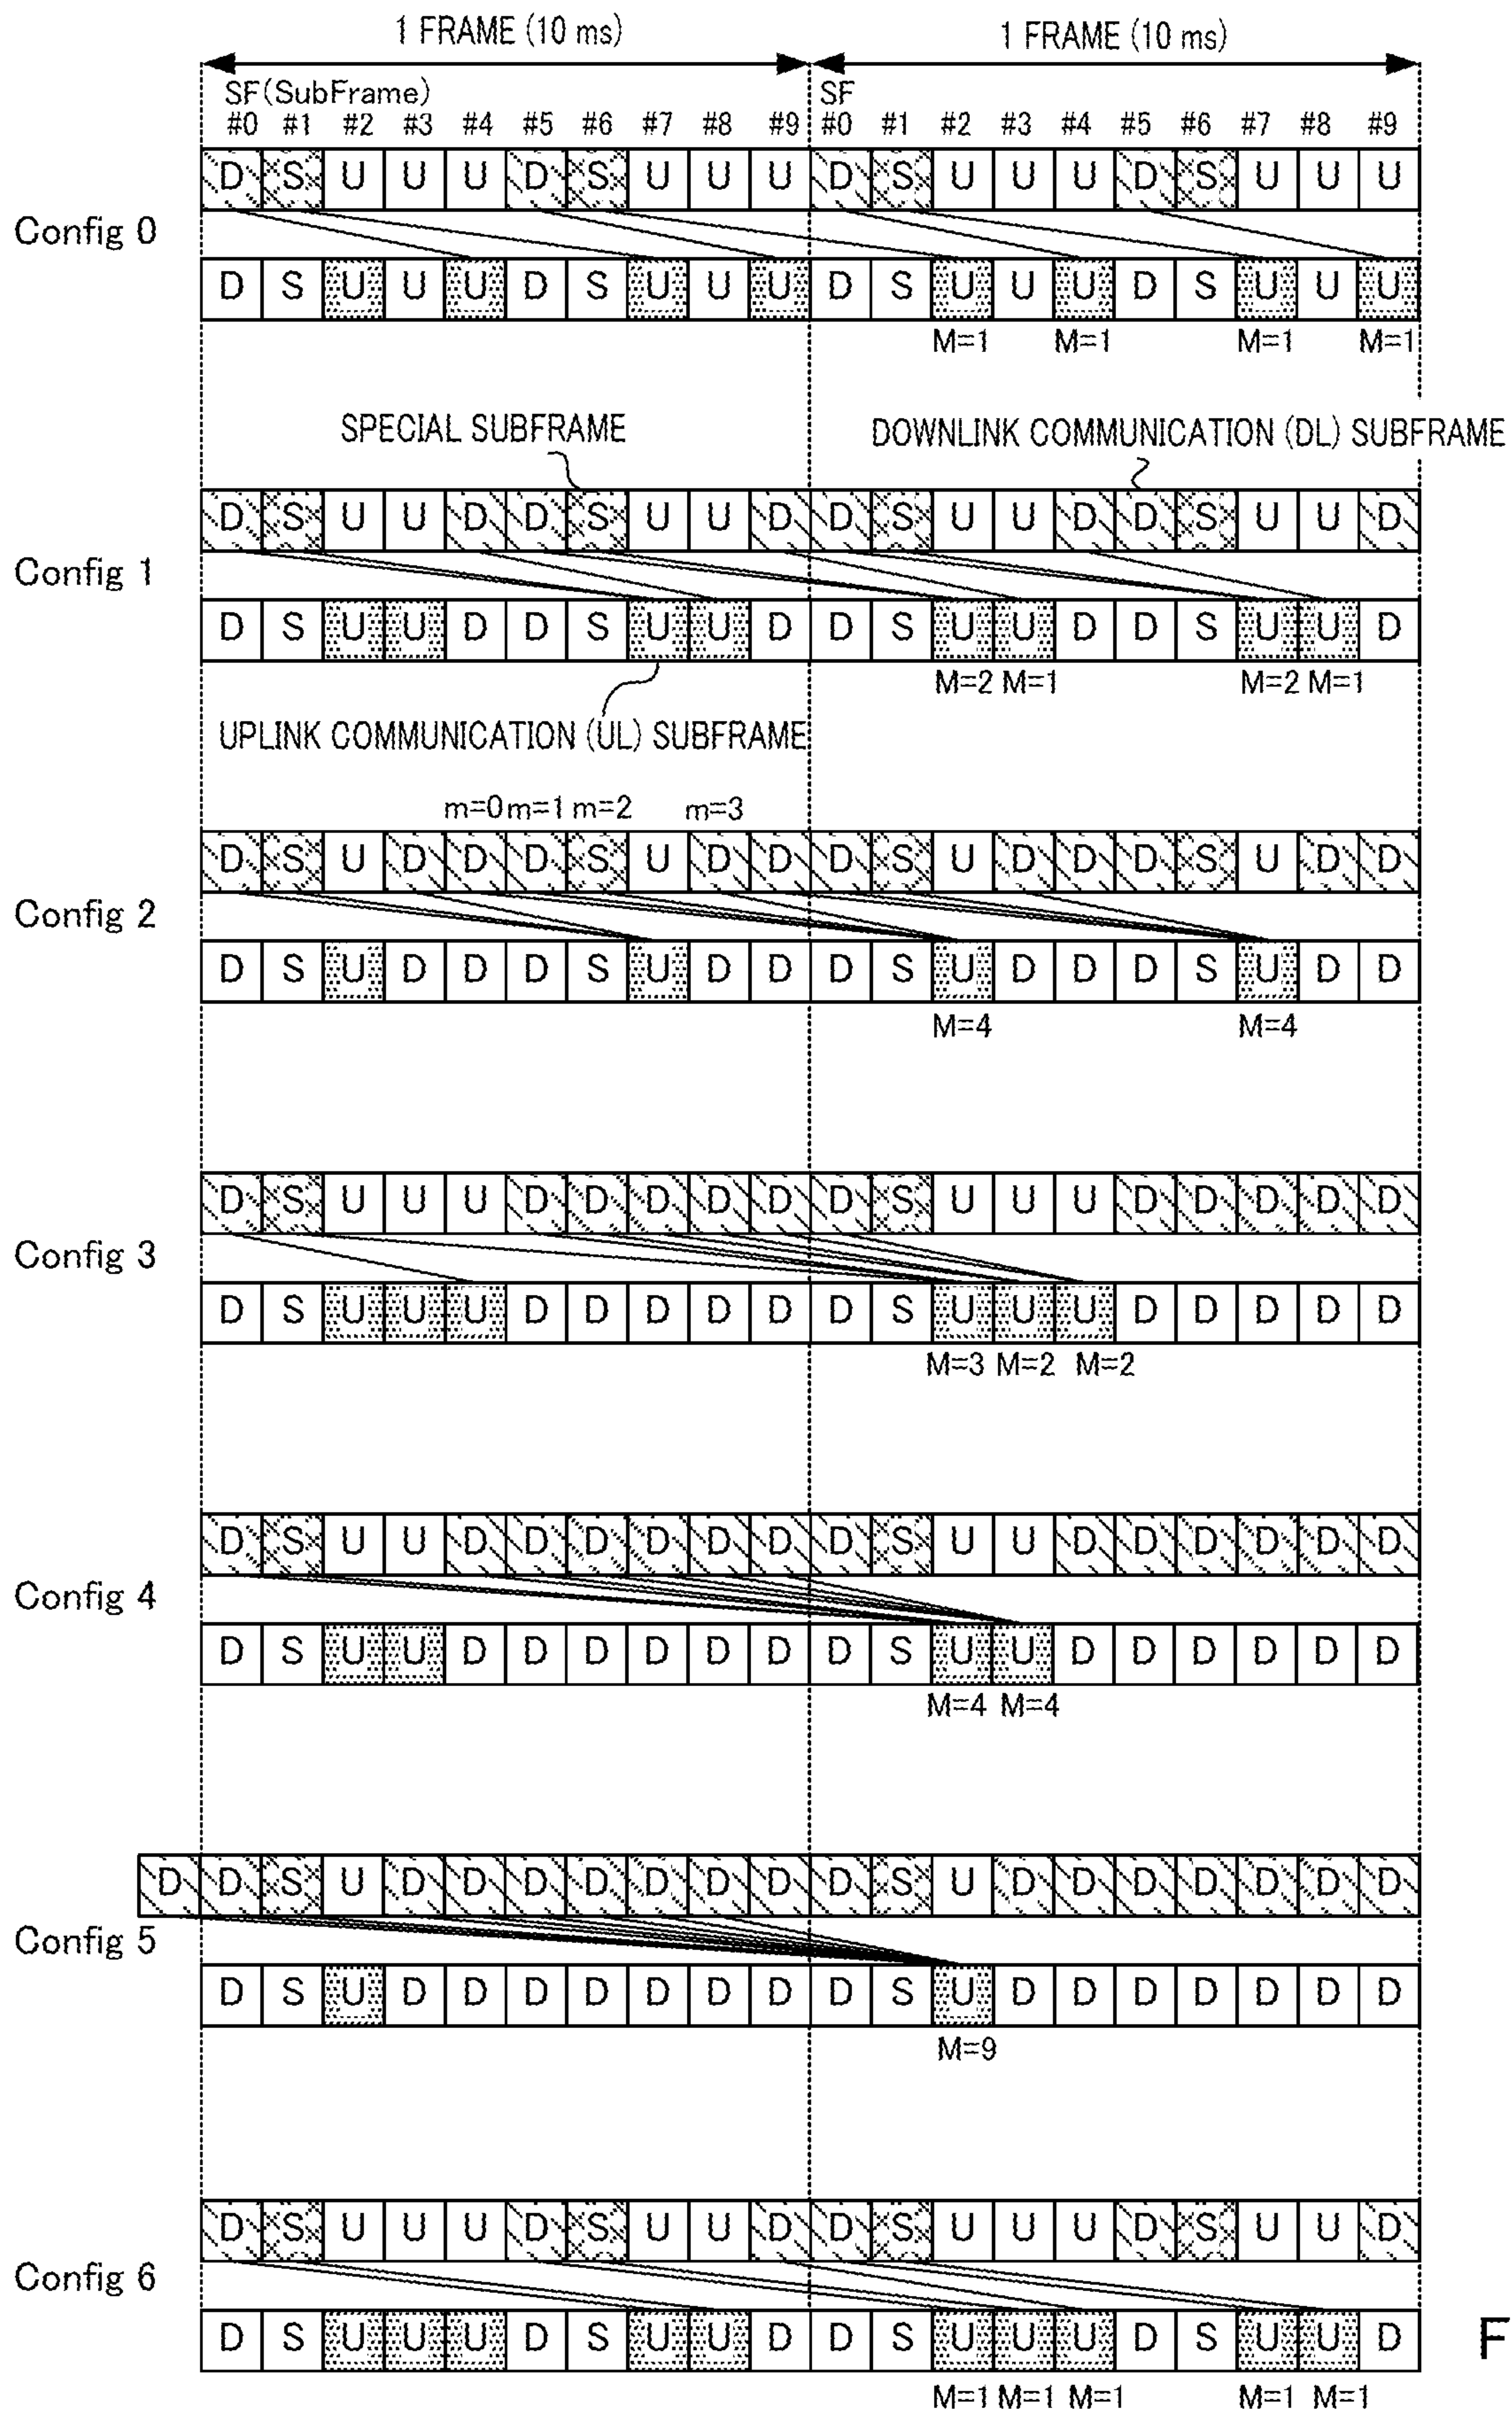 1 FRAME (10 ms) 1 FRAME (10 ms)
SF(SubFrame) SF
#0 #1 #2 #3 #4 #5 #6 #7 #8 #9 #0 #1 #2 #3 #4 #5 #6 #7 #8 #9
D S U U U D S U U U D S U U U D S U U U
Config 0
D S U U U D S U U U D S U U U D S U U U
M=1 M=1 M=1 M=1
SPECIAL SUBFRAME DOWNLINK COMMUNICATION (DL) SUBFRAME
D S U U D D S U U D D S U U D D S U U D
Config 1
D S U U D D S U U D D S U U D D S U U D
M=2 M=1 M=2 M=1
UPLINK COMMUNICATION (UL) SUBFRAME
m=0 m=1 m=2 m=3
D S U D D D S U D D D S U D D D S U D D
Config 2
D S U D D D S U D D D S U D D D S U D D
M=4 M=4
D S U U U D D D D D D S U U U D D D D D
Config 3
D S U U U D D D D D D S U U U D D D D D
M=3 M=2 M=2
D S U U D D D D D D D S U U D D D D D D
Config 4
D S U U D D D D D D D S U U D D D D D D
M=4 M=4
D D S U D D D D D D D D S U D D D D D D D
Config 5
D S U D D D D D D D D S U D D D D D D D
M=9
D S U U U D S U U D D S U U U D S U U D
Config 6
D S U U U D S U U D D S U U U D S U U D
F
M=1 M=1 M=1 M=1 M=1